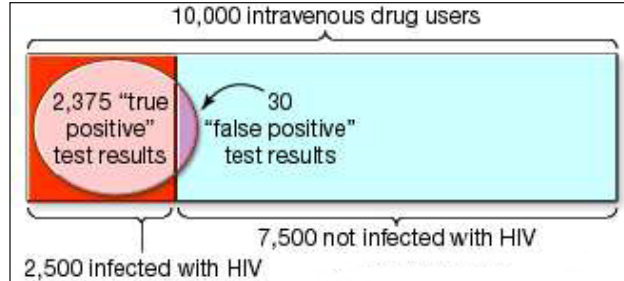 10,000 intravenous drug users
2,375 “true
positive”
test results
30
“false positive”
test results
7,500 not infected with HIV
2,500 infected with HIV